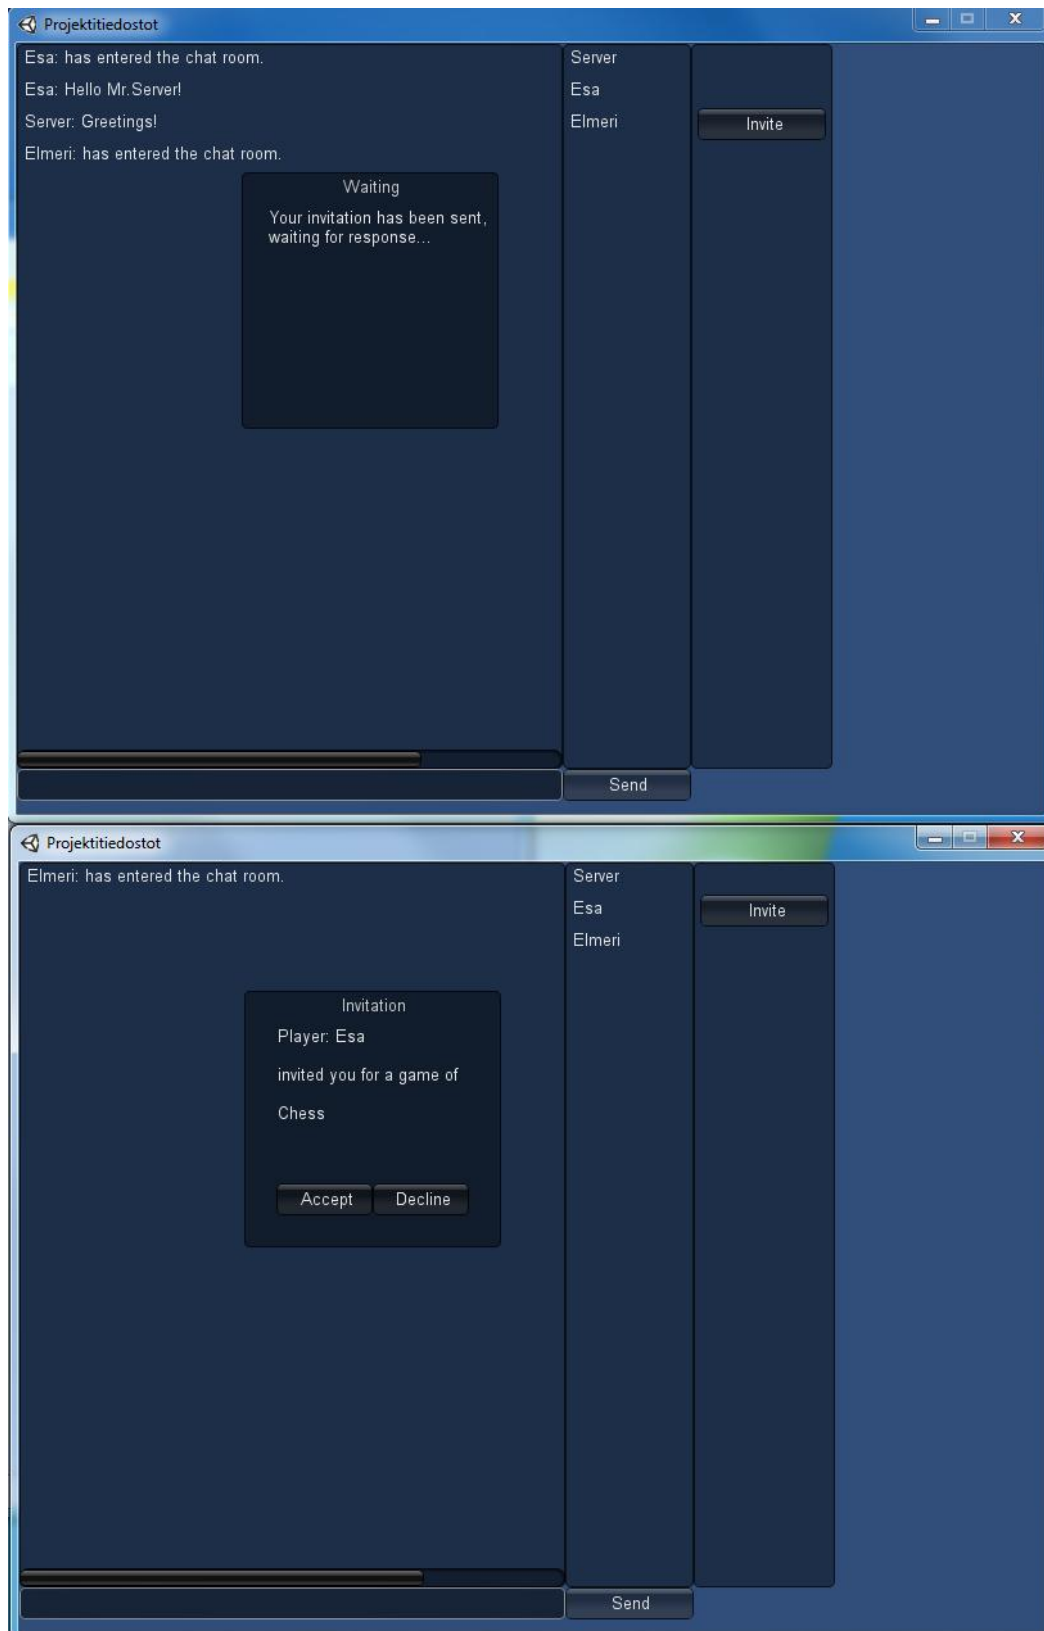 Projektitiedostot
Esa: has entered the chat room.
Esa: Hello Mr.Server!
Server: Greetings!
Elmeri: has entered the chat room.
Server
Esa
Elmeri
Invite
Waiting
Your invitation has been sent,
waiting for response...
Send
Projektitiedostot
Elmeri: has entered the chat room.
Server
Esa
Elmeri
Invite
Invitation
Player: Esa
invited you for a game of
Chess
Accept Decline
Send